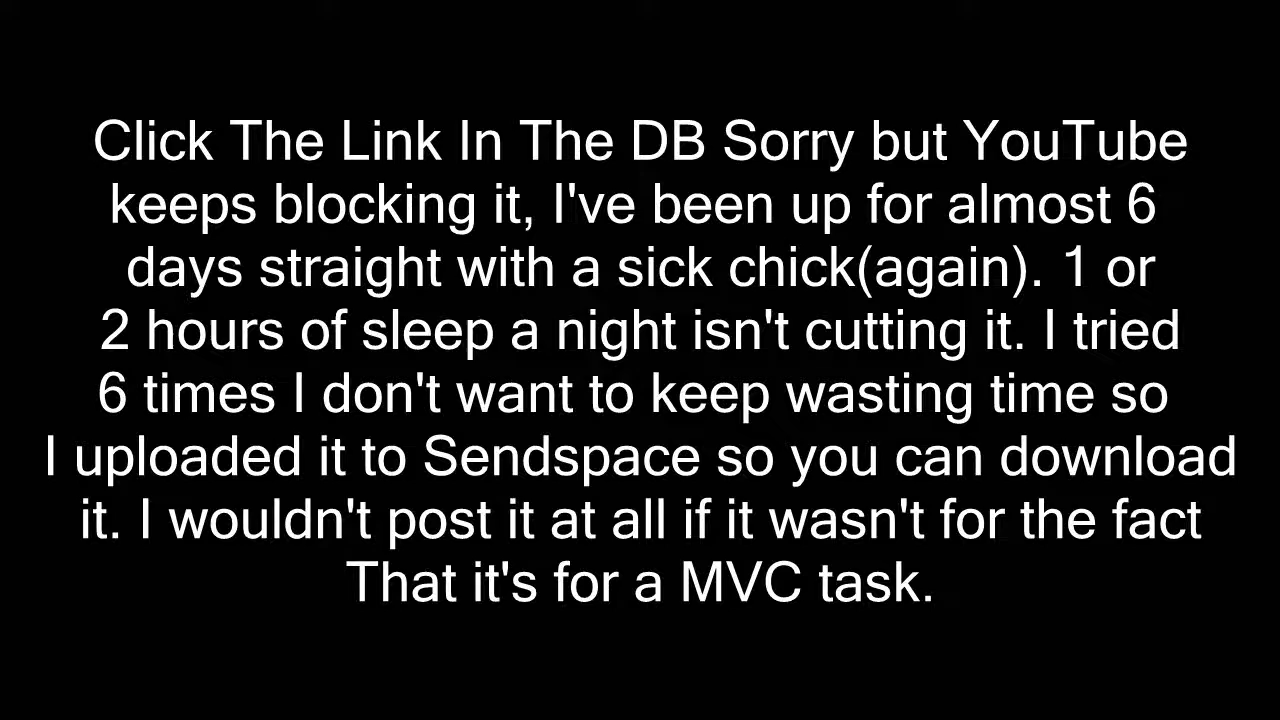 Click The Link In The DB Sorry but YouTube
keeps blocking it, I've been up for almost 6
days straight with a sick chick(again). 1 or
2 hours of sleep a night isn't cutting it. I tried
6 times I don't want to keep wasting time so
I uploaded it to Sendspace so you can download
it. I wouldn't post it at all if it wasn't for the fact
That it's for a MVC task.